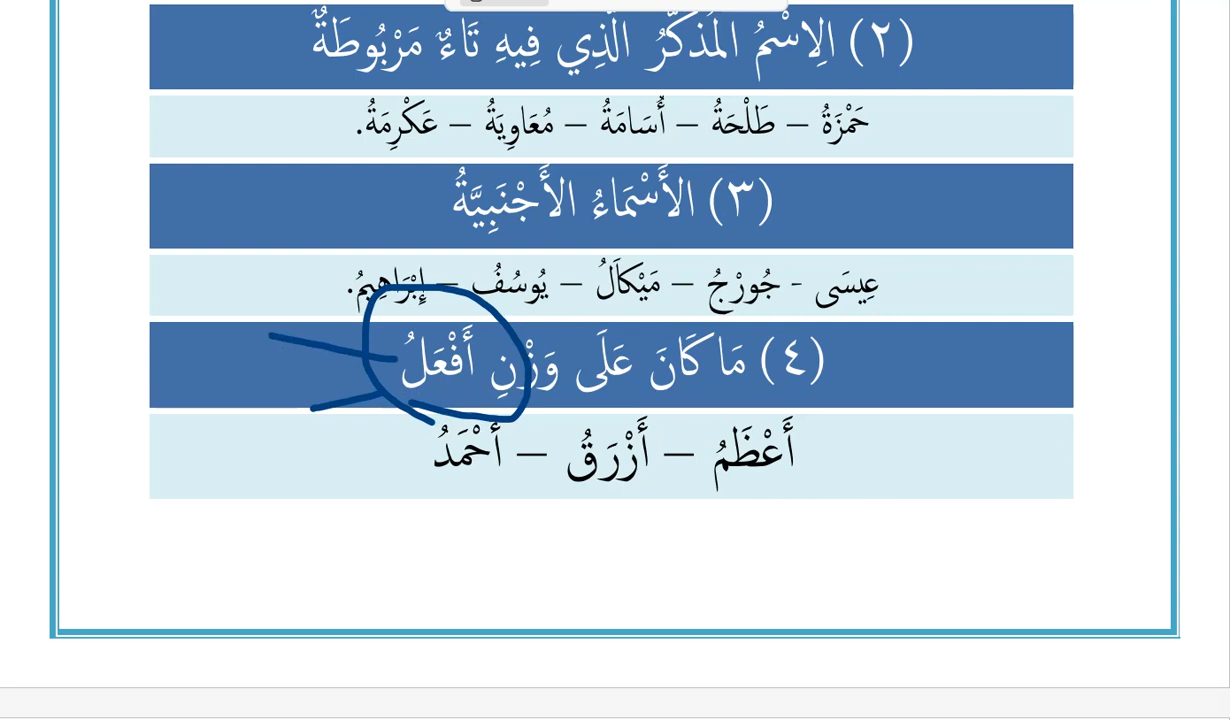 (٢) الِاسْمُ المُذَكَّرُ الَّذِي فِيهِ تَاءٌ مَرْبُوطَةٌ
حَمْزَةُ – طَلْحَةُ – أُسَامَةُ – مُعَاوِيَةُ – عَكْرِمَةُ.
(٣) الأَسْمَاءُ الأَجْنَبِيَّةُ
عِيسَى - جُورْجُ – مَيْكَالُ – يُوسُفُ – إِبْرَاهِيمُ.
(٤) مَا كَانَ عَلَى وَزْنِ أَفْعَلُ
أَعْظَمُ – أَزْرَقُ – أَحْمَدُ